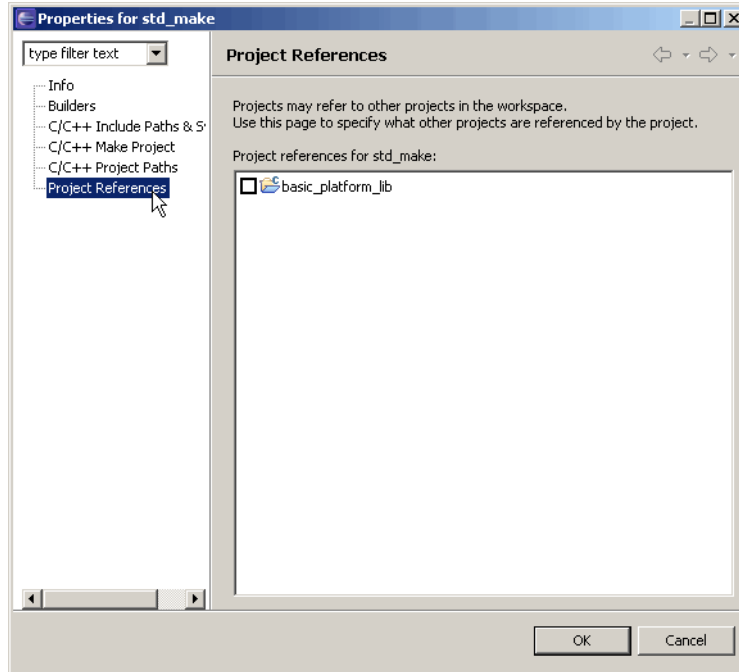 Properties for std_make
type filter text
Project References
Info
Builders
C/C++ Include Paths & S
C/C++ Make Project
C/C++ Project Paths
Project References
Projects may refer to other projects in the workspace.
Use this page to specify what other projects are referenced by the project.
Project references for std_make:
basic_platform_lib
OK
Cancel